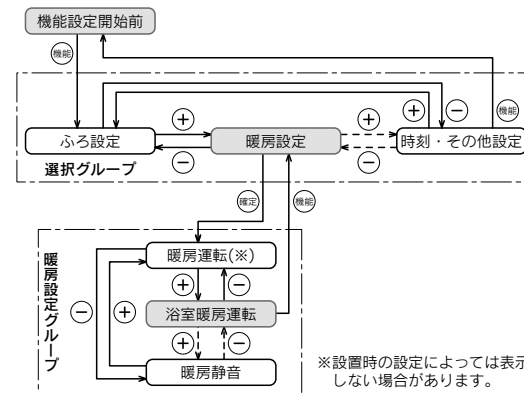 機能設定開始前
機能
＋ － 機能
ふろ設定 ＋ 暖房設定 ＋ 時刻・その他設定
－ －
選択グループ
確定 機能
暖房設定グループ
暖房運転(※)
－ ＋ ＋ －
浴室暖房運転
＋ －
暖房静音
※設置時の設定によっては表示
しない場合があります。